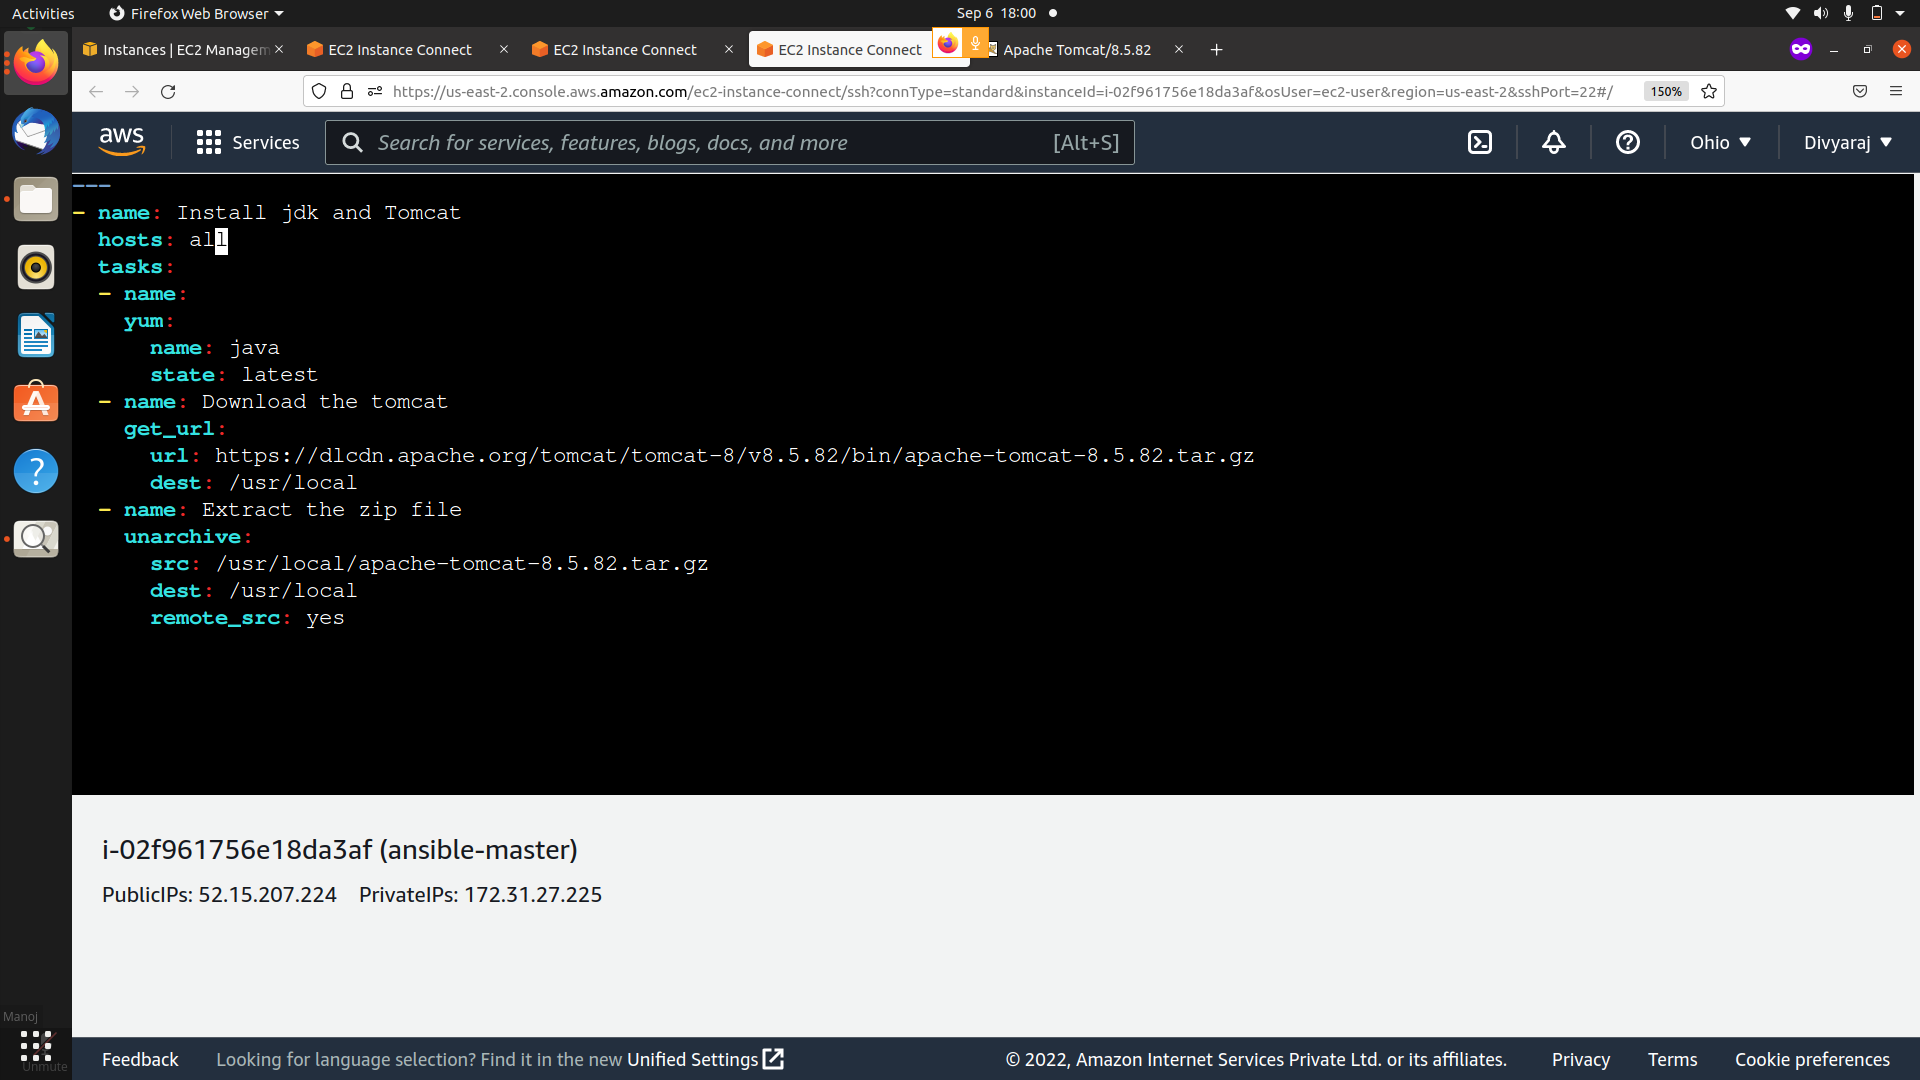 Activities
Firefox Web Browser
Sep 6 18:00
Instances | EC2 Managem
EC2 Instance Connect
EC2 Instance Connect
EC2 Instance Connect
Apache Tomcat/8.5.82
https://us-east-2.console.aws.amazon.com/ec2-instance-connect/ssh?connType=standard&instanceId=i-02f961756e18da3af&osUser=ec2-user&region=us-east-2&sshPort=22#/
150%
aws
Services
Search for services, features, blogs, docs, and more
[Alt+S]
Ohio
Divyaraj
---
- name: Install jdk and Tomcat
  hosts: all
  tasks:
  - name:
    yum:
      name: java
      state: latest
  - name: Download the tomcat
    get_url:
      url: https://dlcdn.apache.org/tomcat/tomcat-8/v8.5.82/bin/apache-tomcat-8.5.82.tar.gz
      dest: /usr/local
  - name: Extract the zip file
    unarchive:
      src: /usr/local/apache-tomcat-8.5.82.tar.gz
      dest: /usr/local
      remote_src: yes
i-02f961756e18da3af (ansible-master)
PublicIPs: 52.15.207.224 PrivateIPs: 172.31.27.225
Manoj
Unmute
Feedback
Looking for language selection? Find it in the new Unified Settings
© 2022, Amazon Internet Services Private Ltd. or its affiliates.
Privacy
Terms
Cookie preferences